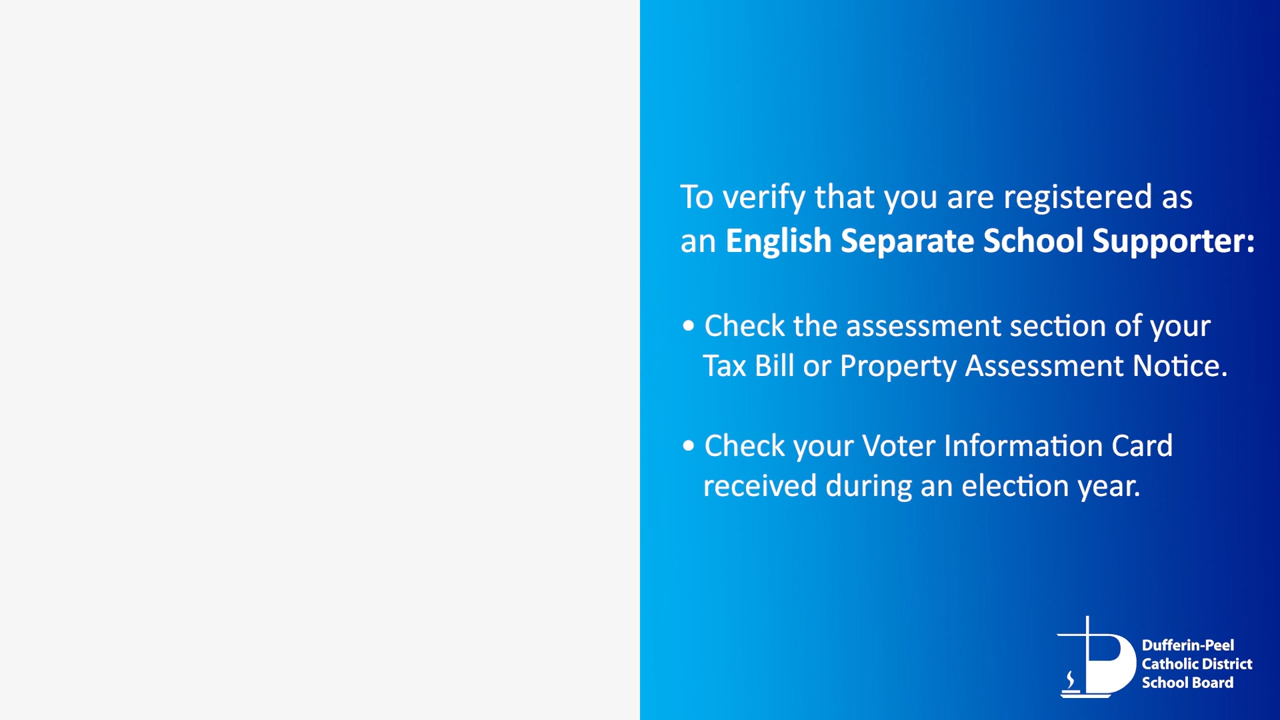 To verify that you are registered as
an English Separate School Supporter:
• Check the assessment section of your
Tax Bill or Property Assessment Notice.
• Check your Voter Information Card
received during an election year.
Dufferin-Peel
Catholic District
School Board